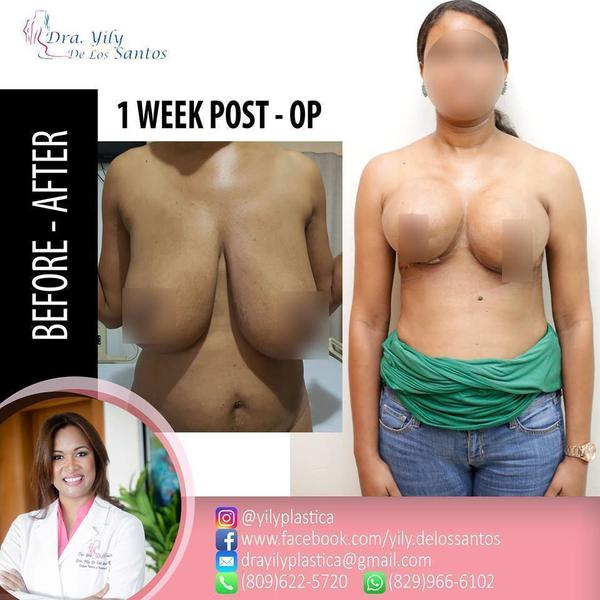 Dra. Yily
De Los Santos
1 WEEK POST - OP
BEFORE - AFTER
@yilyplastica
www.facebook.com/yily.delossantos
drayilyplastica@gmail.com
(809)622-5720 (829)966-6102